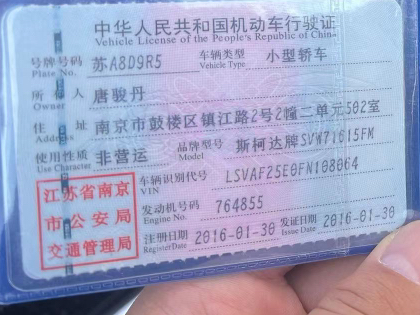 中华人民共和国机动车行驶证
Vehicle License of the People's Republic of China
号牌号码 苏A8D9R5 车辆类型 小型轿车
Plate No. Vehicle Type
所有人 唐骏丹
Owner
住址 南京市鼓楼区镇江路2号2幢二单元502室
Address
使用性质 非营运 品牌型号 斯柯达牌SVW71615FM
Use Character Model
车辆识别代号 LSVAF25E0FN108064
VIN
发动机号码 764855
Engine No.
注册日期 2016-01-30 发证日期 2016-01-30
Register Date Issue Date
江苏省南京
市公安局
交通管理局